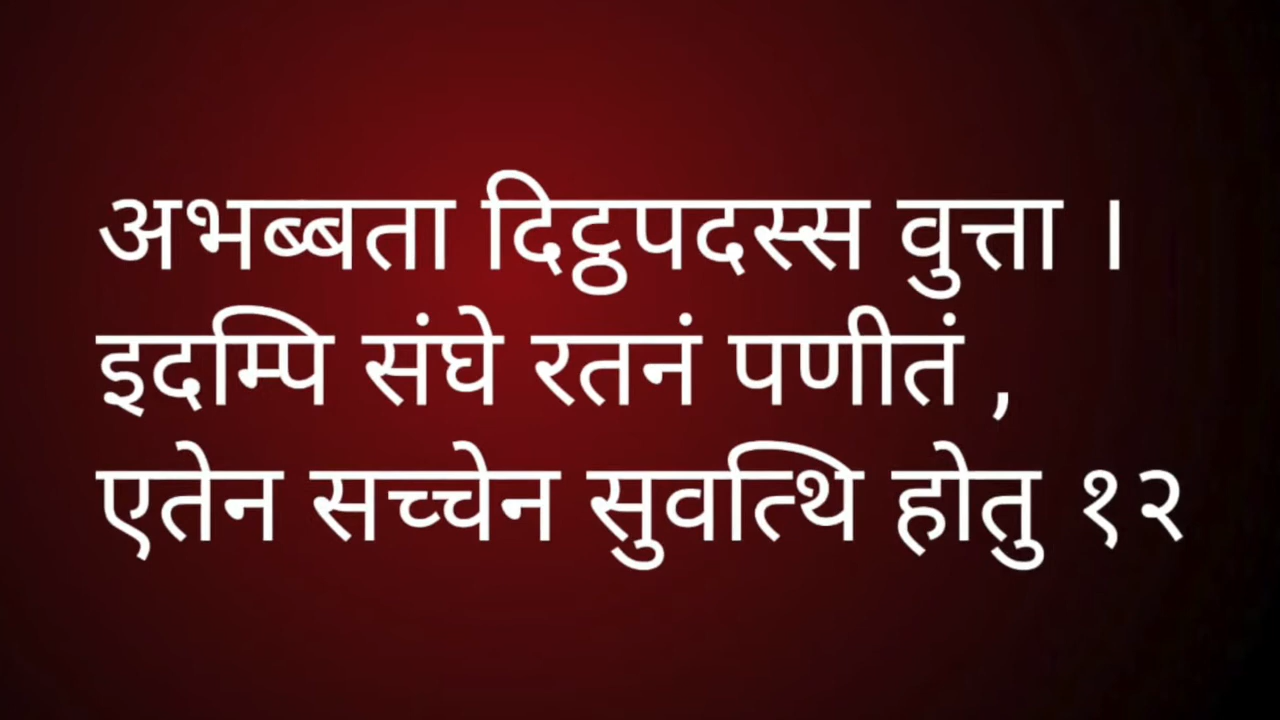 अभब्बता दिट्ठपदस्स वुत्ता ।
इदम्पि संघे रतनं पणीतं ,
एतेन सच्चेन सुवत्थि होतु १२